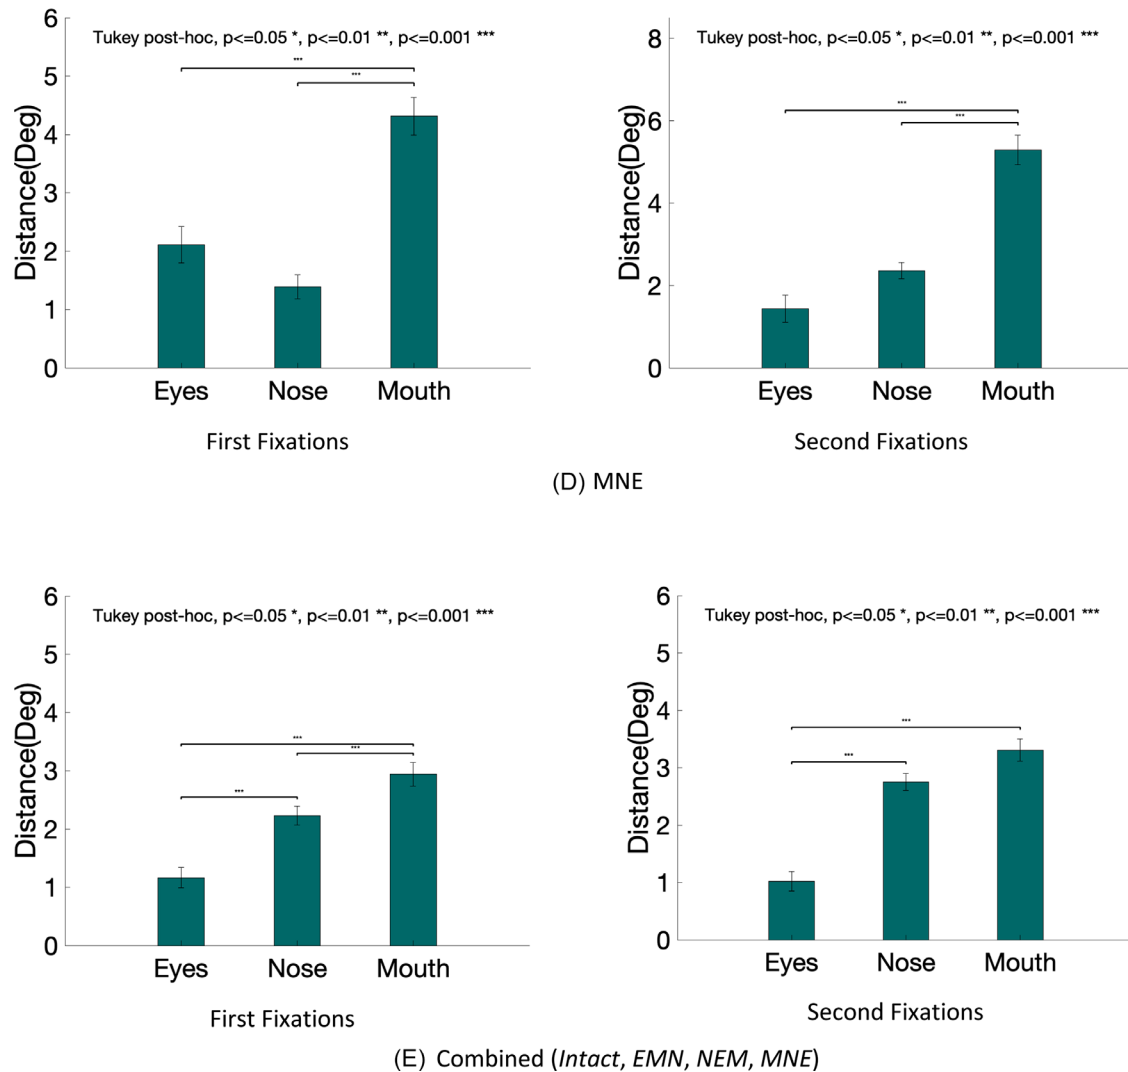 Tukey post-hoc, p<=0.05 *, p<=0.01 **, p<=0.001 ***
Distance(Deg)
6
5
4
3
2
1
0
***
***
Eyes Nose Mouth
First Fixations
Tukey post-hoc, p<=0.05 *, p<=0.01 **, p<=0.001 ***
Distance(Deg)
8
6
4
2
0
***
***
Eyes Nose Mouth
Second Fixations
(D) MNE
Tukey post-hoc, p<=0.05 *, p<=0.01 **, p<=0.001 ***
Distance(Deg)
6
5
4
3
2
1
0
***
***
***
Eyes Nose Mouth
First Fixations
Tukey post-hoc, p<=0.05 *, p<=0.01 **, p<=0.001 ***
Distance(Deg)
6
5
4
3
2
1
0
***
***
Eyes Nose Mouth
Second Fixations
(E) Combined (Intact, EMN, NEM, MNE)